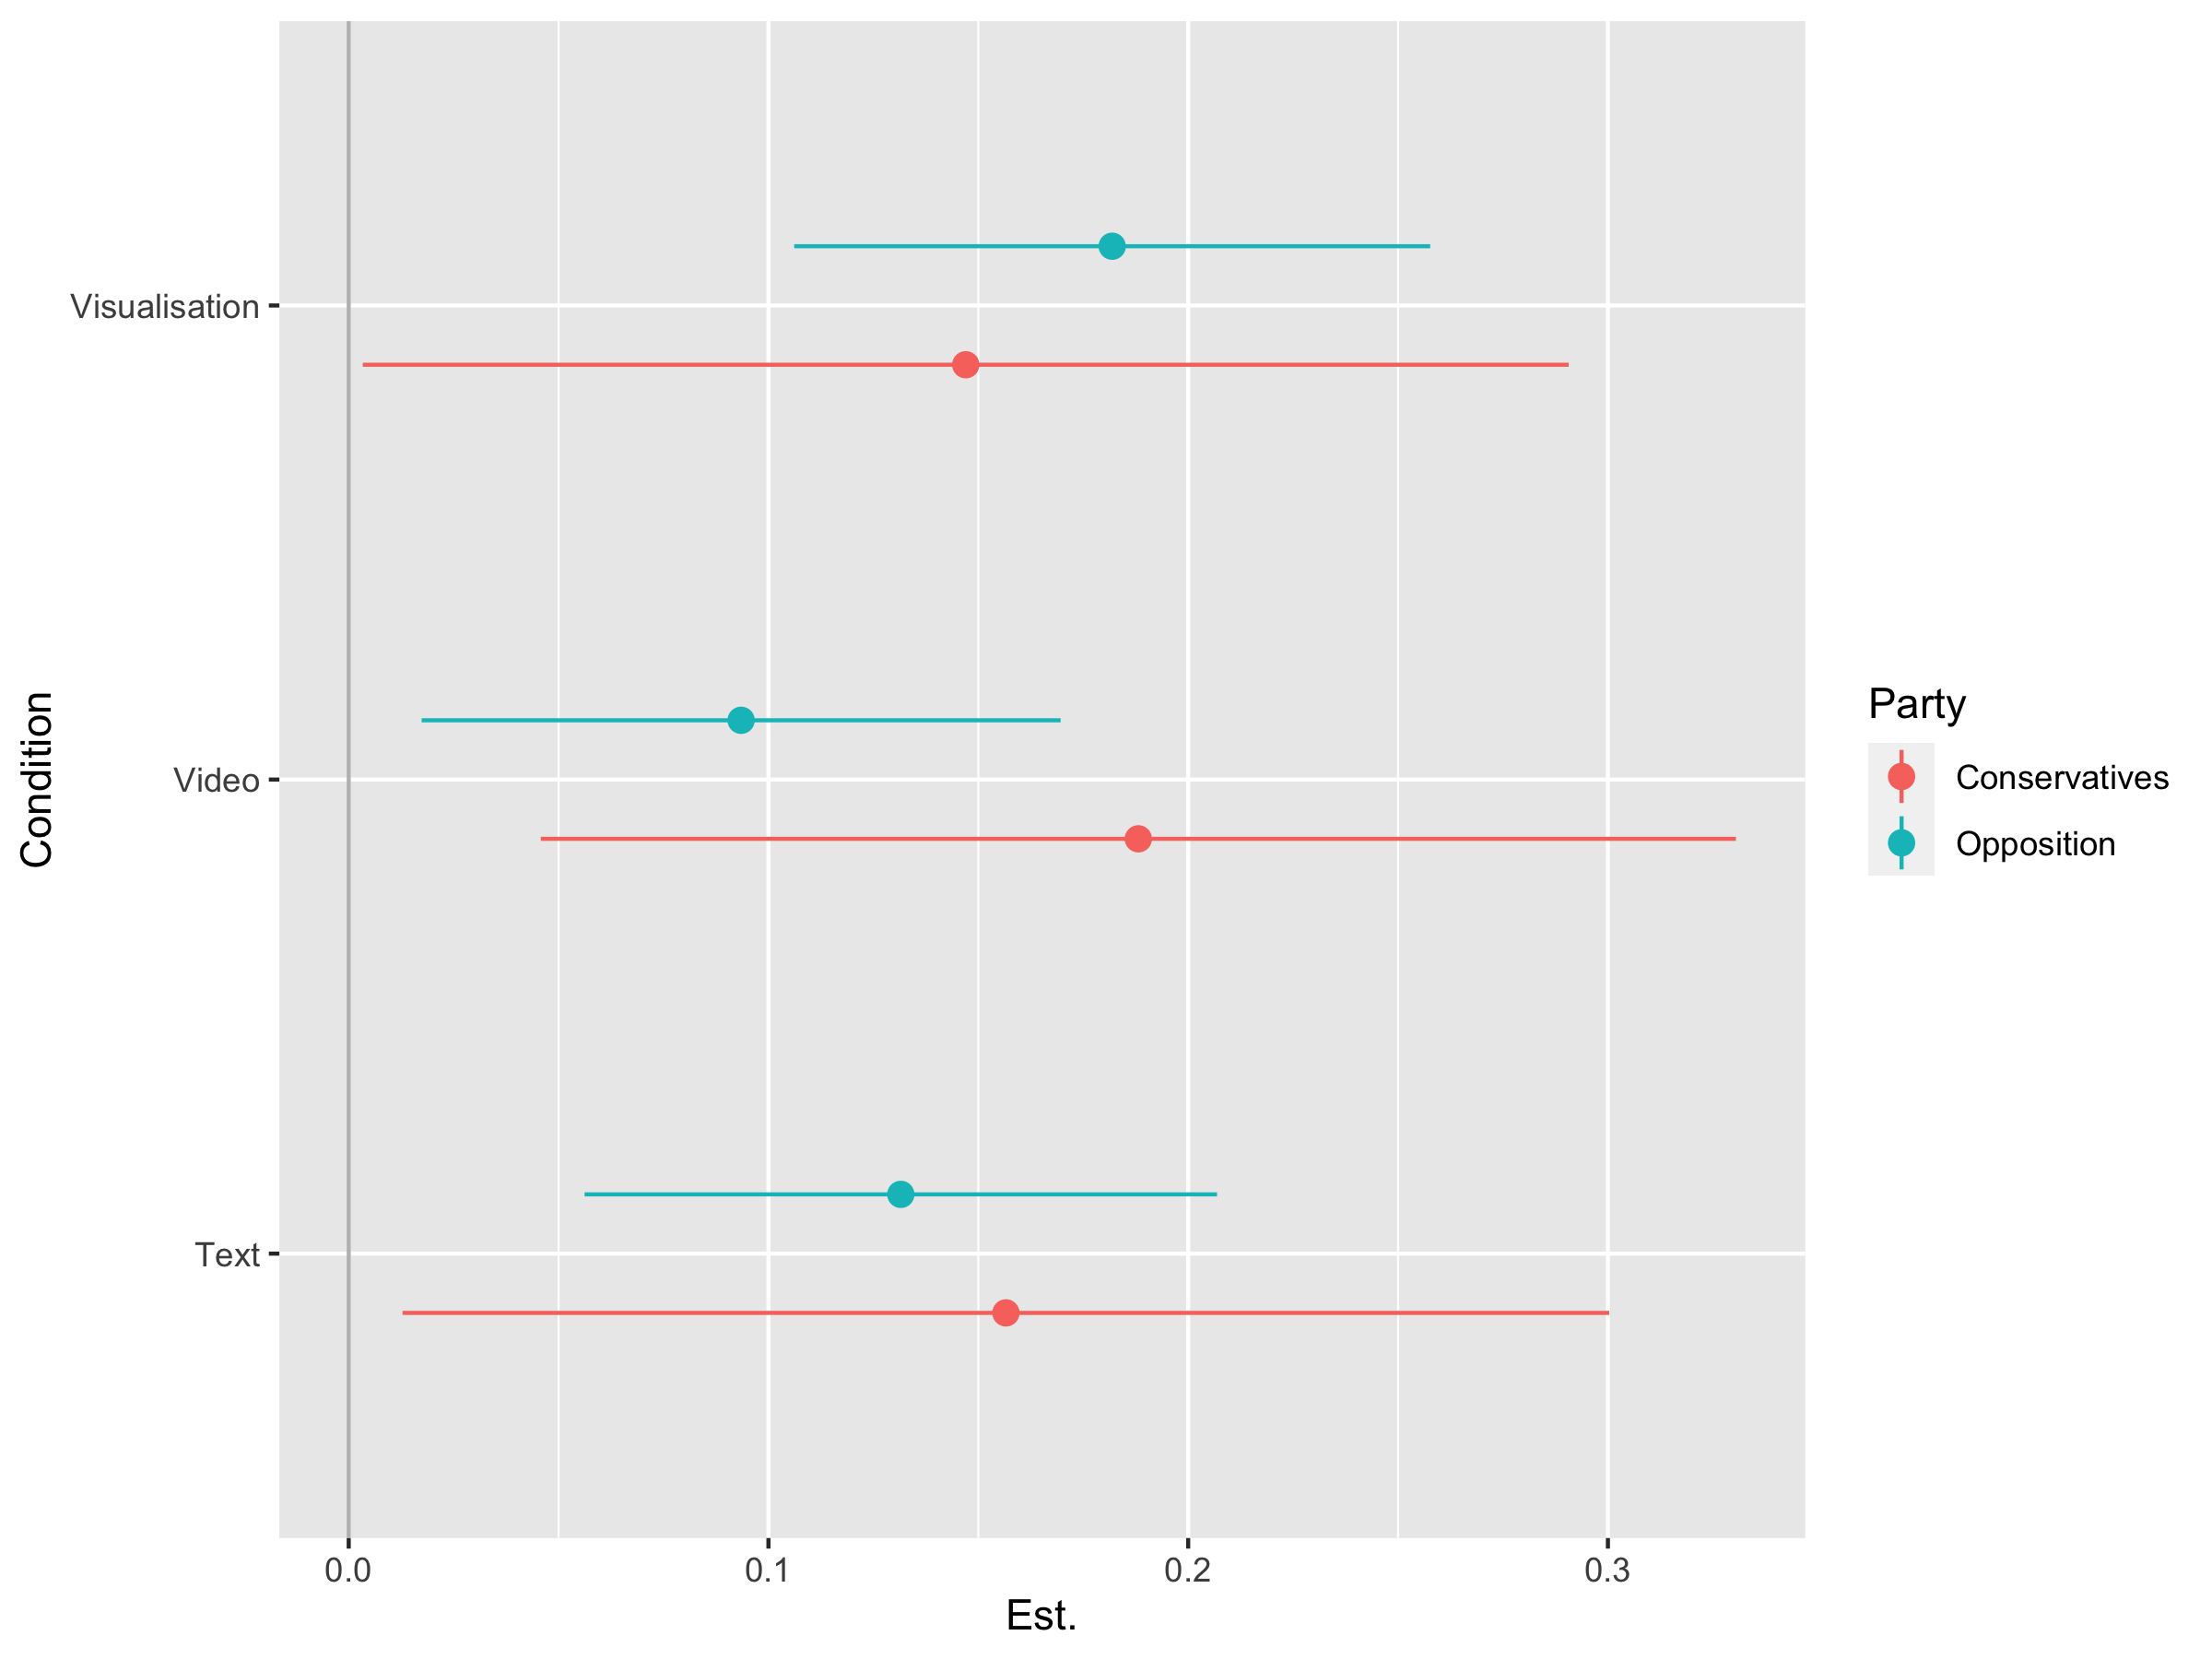 Visualisation
Video
Text
Condition
0.0
0.1
0.2
0.3
Est.
Party
Conservatives
Opposition